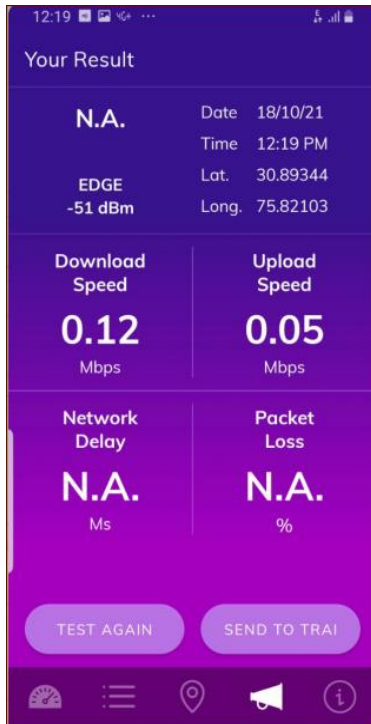 12:19 4G+ ...
Your Result
N.A.
EDGE
-51 dBm
Date 18/10/21
Time 12:19 PM
Lat. 30.89344
Long. 75.82103
Download
Speed
0.12
Mbps
Upload
Speed
0.05
Mbps
Network
Delay
N.A.
Ms
Packet
Loss
N.A.
%
TEST AGAIN
SEND TO TRAI